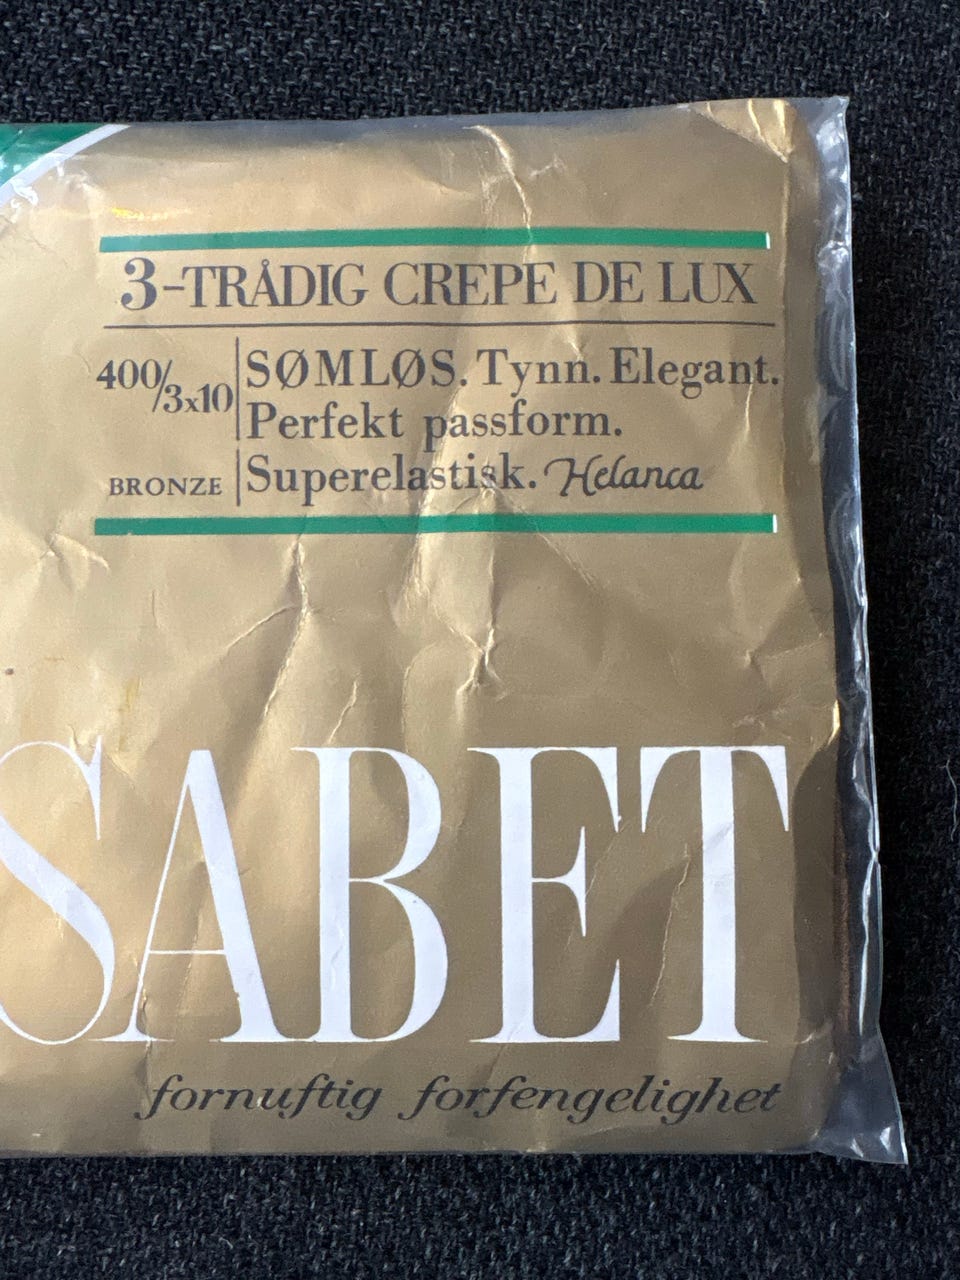 3-TRÅDIG CREPE DE LUX
400/3x10
SØMLØS. Tynn. Elegant.
Perfekt passform.
BRONZE
Superelastisk. Helanca
SABET
fornuftig forfengelighet